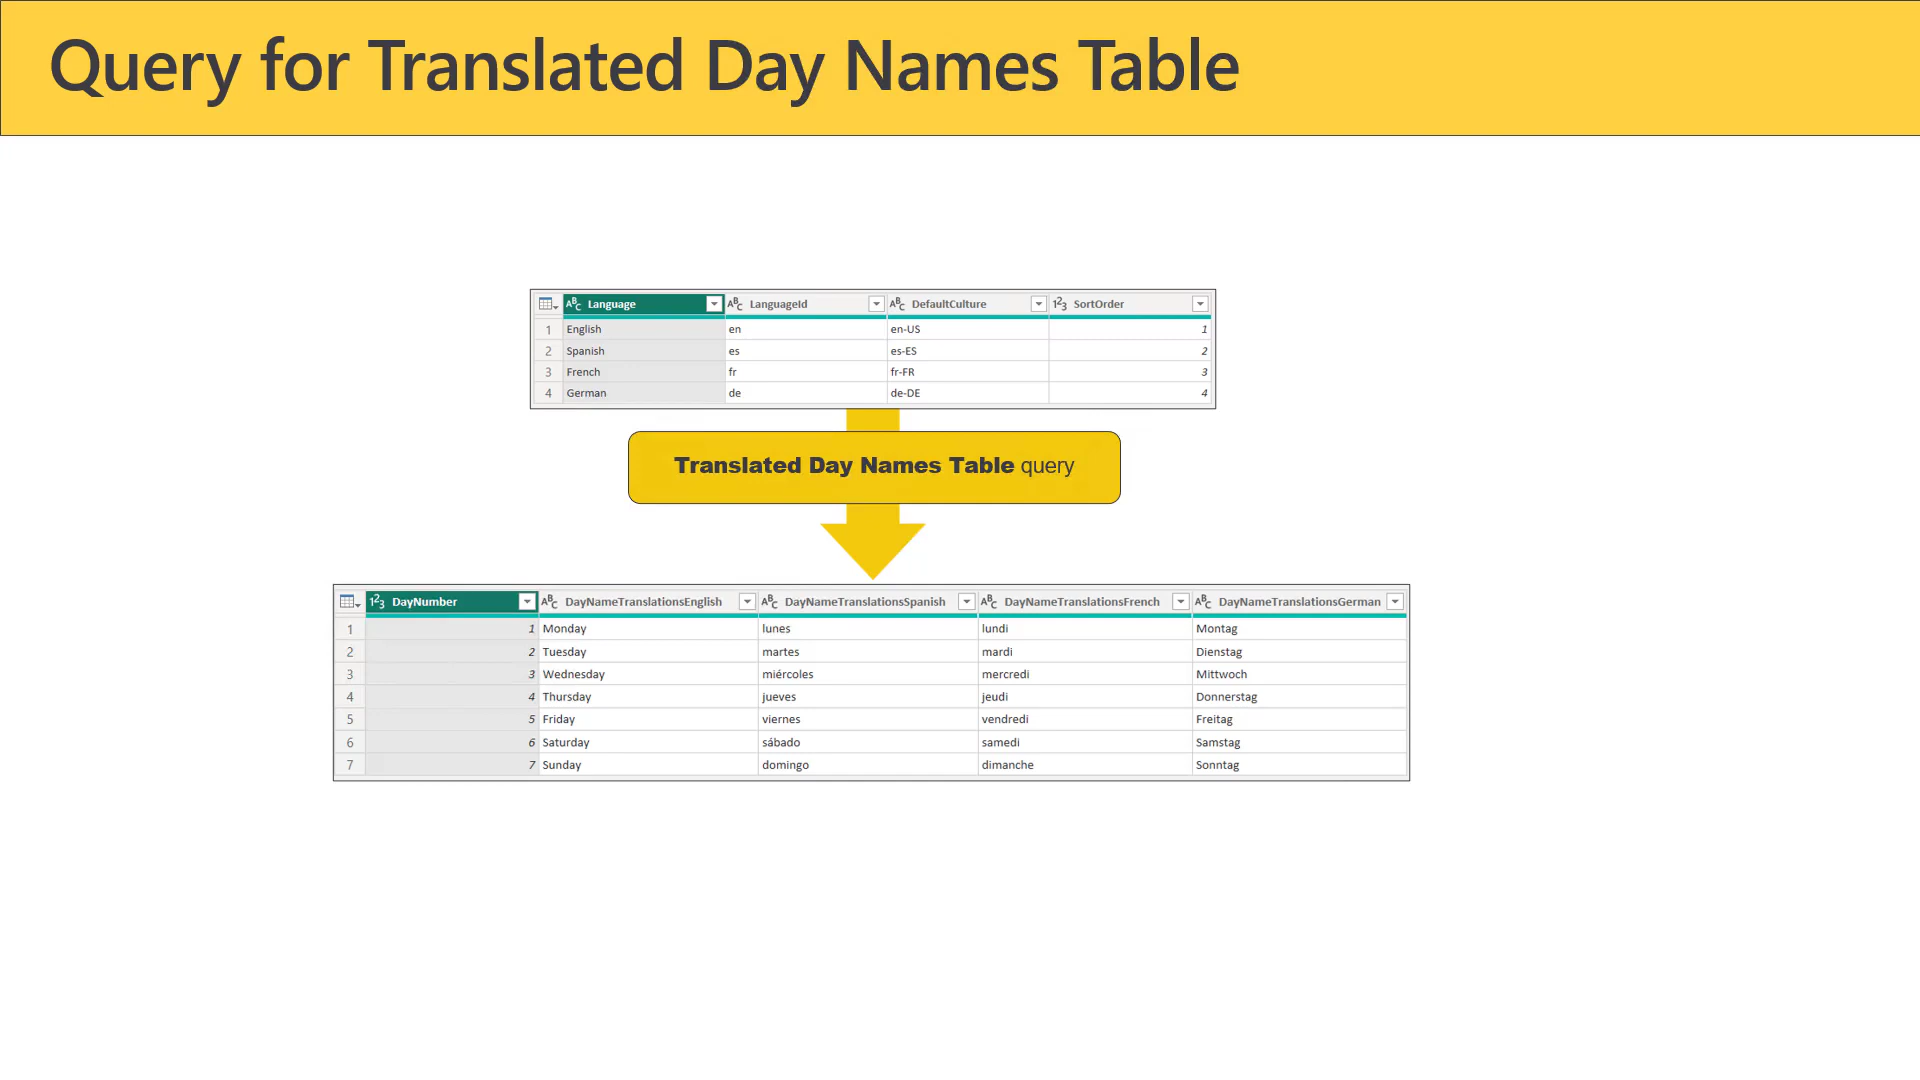 Query for Translated Day Names Table
Language LanguageId DefaultCulture SortOrder
1 English en en-US 1
2 Spanish es es-ES 2
3 French fr fr-FR 3
4 German de de-DE 4
Translated Day Names Table query
DayNumber DayNameTranslationsEnglish DayNameTranslationsSpanish DayNameTranslationsFrench DayNameTranslationsGerman
1 1 Monday lunes lundi Montag
2 2 Tuesday martes mardi Dienstag
3 3 Wednesday miércoles mercredi Mittwoch
4 4 Thursday jueves jeudi Donnerstag
5 5 Friday viernes vendredi Freitag
6 6 Saturday sábado samedi Samstag
7 7 Sunday domingo dimanche Sonntag